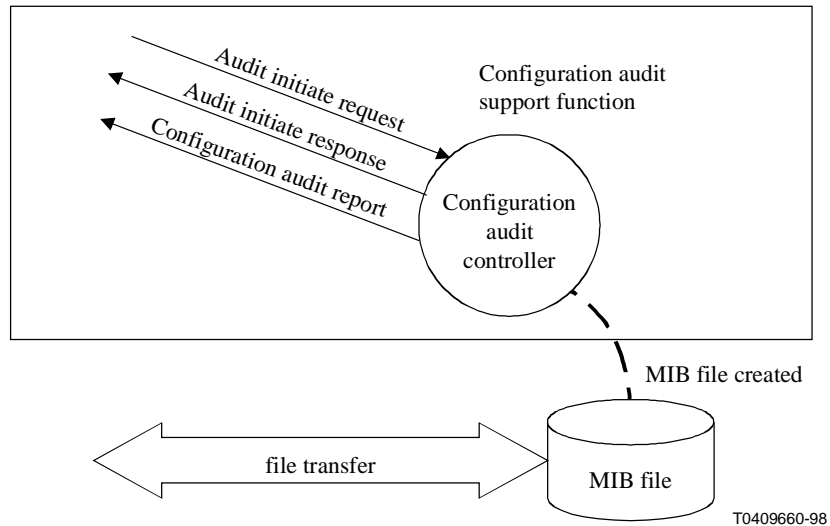 Audit initiate request
Audit initiate response
Configuration audit report
Configuration audit
support function
Configuration
audit
controller
MIB file created
file transfer
MIB file
T0409660-98